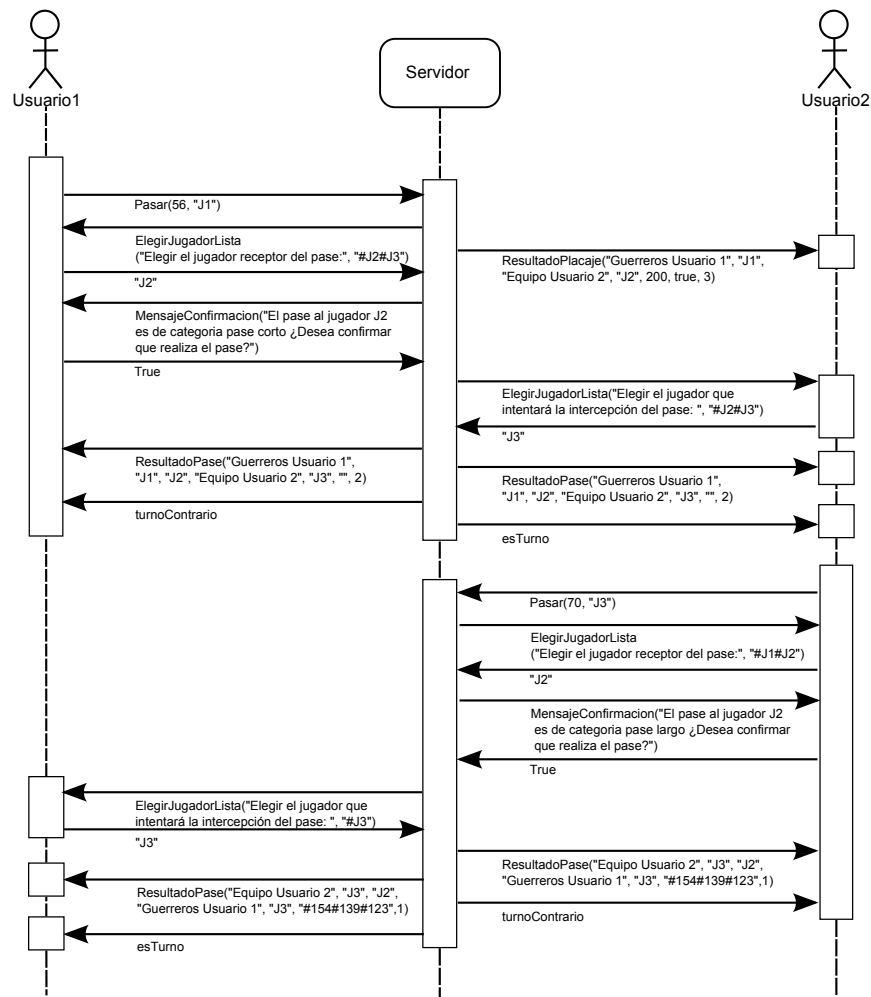 Usuario1
Servidor
Usuario2
Pasar(56, "J1")
ElegirJugadorLista
("Elegir el jugador receptor del pase:", "#J2#J3")
ResultadoPlacaje("Guerreros Usuario 1", "J1",
"Equipo Usuario 2", "J2", 200, true, 3)
"J2"
MensajeConfirmacion("El pase al jugador J2
es de categoria pase corto ¿Desea confirmar
que realiza el pase?")
True
ElegirJugadorLista("Elegir el jugador que
intentará la intercepción del pase: ", "#J2#J3")
"J3"
ResultadoPase("Guerreros Usuario 1",
"J1", "J2", "Equipo Usuario 2", "J3", "", 2)
ResultadoPase("Guerreros Usuario 1",
"J1", "J2", "Equipo Usuario 2", "J3", "", 2)
turnoContrario
esTurno
Pasar(70, "J3")
ElegirJugadorLista
("Elegir el jugador receptor del pase:", "#J1#J2")
"J2"
MensajeConfirmacion("El pase al jugador J2
es de categoria pase largo ¿Desea confirmar
que realiza el pase?")
True
ElegirJugadorLista("Elegir el jugador que
intentará la intercepción del pase: ", "#J3")
"J3"
ResultadoPase("Equipo Usuario 2", "J3", "J2",
"Guerreros Usuario 1", "J3", "#154#139#123",1)
ResultadoPase("Equipo Usuario 2", "J3", "J2",
"Guerreros Usuario 1", "J3", "#154#139#123",1)
turnoContrario
esTurno